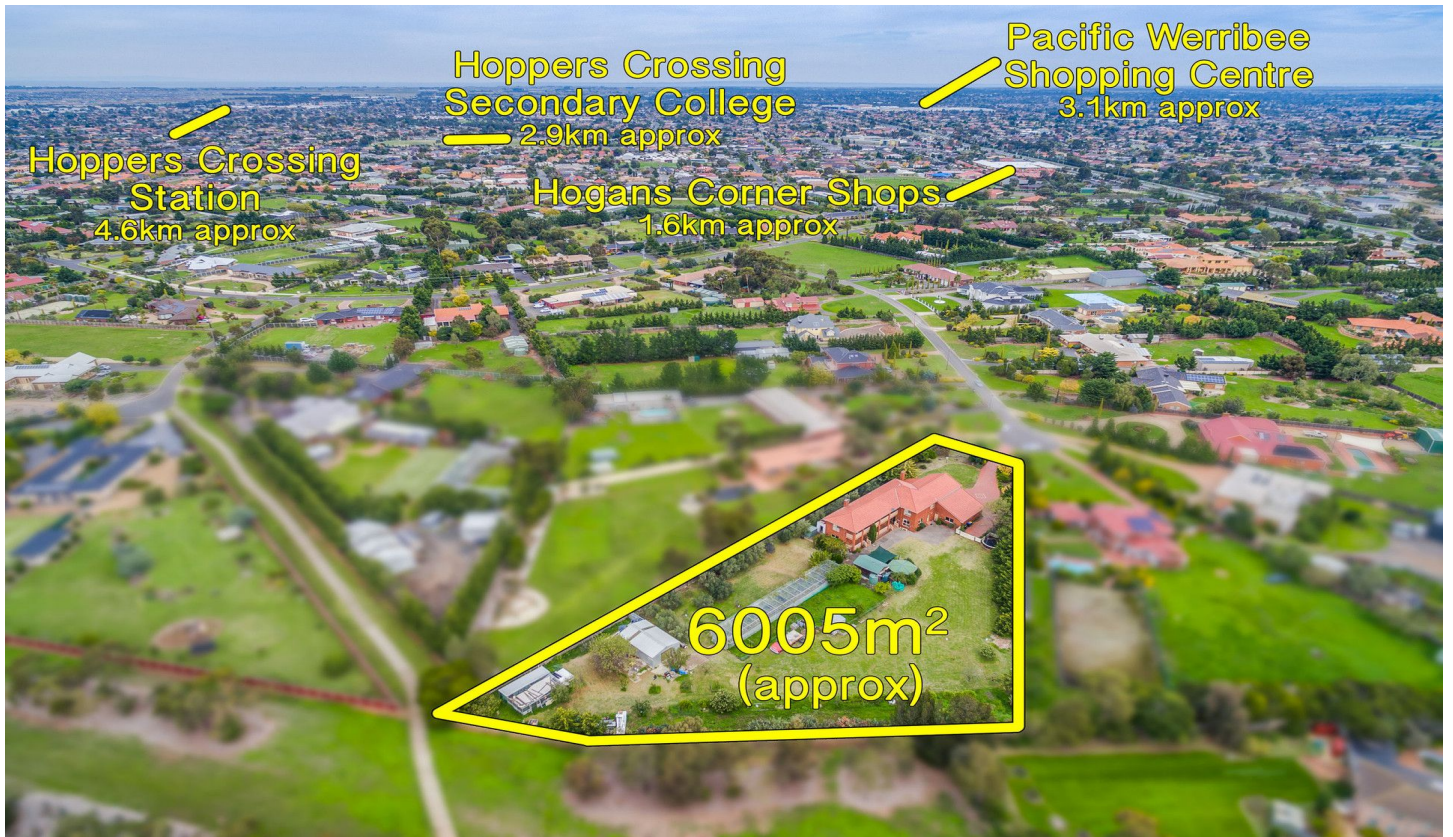 Pacific Werribee
Shopping Centre
3.1km approx
Hoppers Crossing
Secondary College
2.9km approx
Hoppers Crossing
Station
4.6km approx
Hogans Corner Shops
1.6km approx
6005m²
(approx)